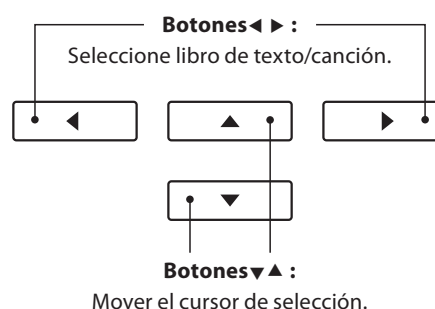 Botones◀ ▶ :
Seleccione libro de texto/canción.
Botones▼▲ :
Mover el cursor de selección.